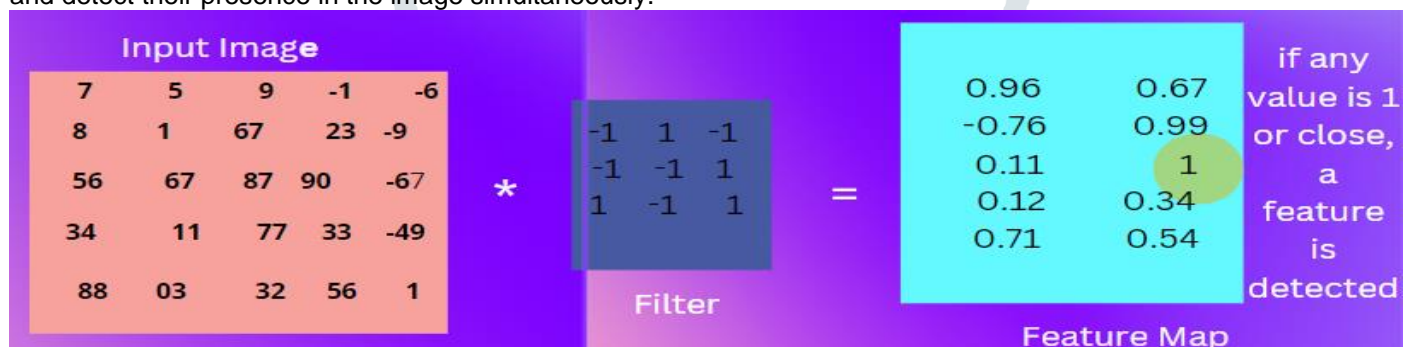 and detect their presence in the image simultaneously.
Input Image
7 5 9 -1 -6
8 1 67 23 -9
56 67 87 90 -67
34 11 77 33 -49
88 03 32 56 1
*
-1 1 -1
-1 -1 1
1 -1 1
Filter
=
0.96 0.67
-0.76 0.99
0.11 1
0.12 0.34
0.71 0.54
Feature Map
if any
value is 1
or close,
a
feature
is
detected